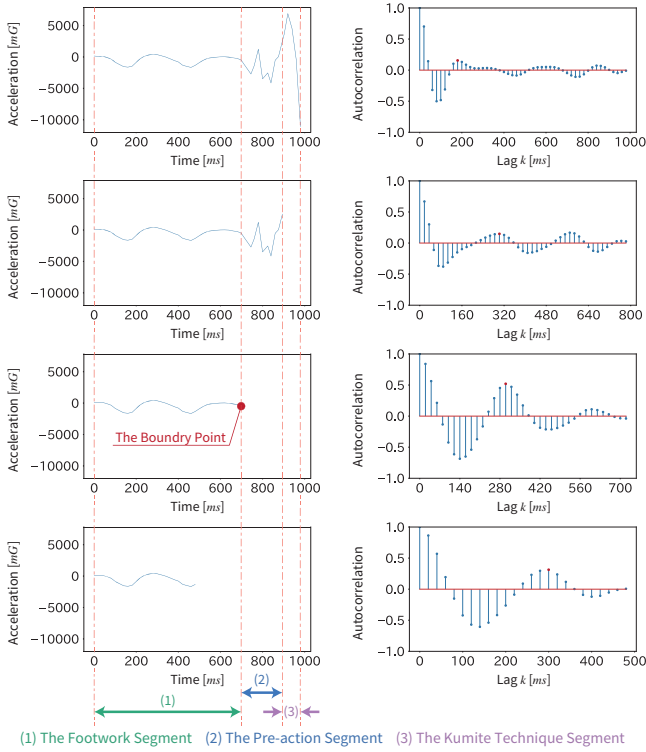 Acceleration [mG]
5000
0
−5000
−10000
0 200 400 600 800 1000
Time [ms]
Autocorrelation
1.0
0.5
0.0
−0.5
−1.0
0 200 400 600 800 1000
Lag k [ms]
Acceleration [mG]
5000
0
−5000
−10000
0 200 400 600 800 1000
Time [ms]
Autocorrelation
1.0
0.5
0.0
−0.5
−1.0
0 160 320 480 640 800
Lag k [ms]
Acceleration [mG]
5000
0
−5000
−10000
The Boundry Point
0 200 400 600 800 1000
Time [ms]
Autocorrelation
1.0
0.5
0.0
−0.5
−1.0
0 140 280 420 560 700
Lag k [ms]
Acceleration [mG]
5000
0
−5000
−10000
0 200 400 600 800 1000
Time [ms]
Autocorrelation
1.0
0.5
0.0
−0.5
−1.0
0 100 200 300 400 500
Lag k [ms]
(1)
(2)
(3)
(1) The Footwork Segment (2) The Pre-action Segment (3) The Kumite Technique Segment